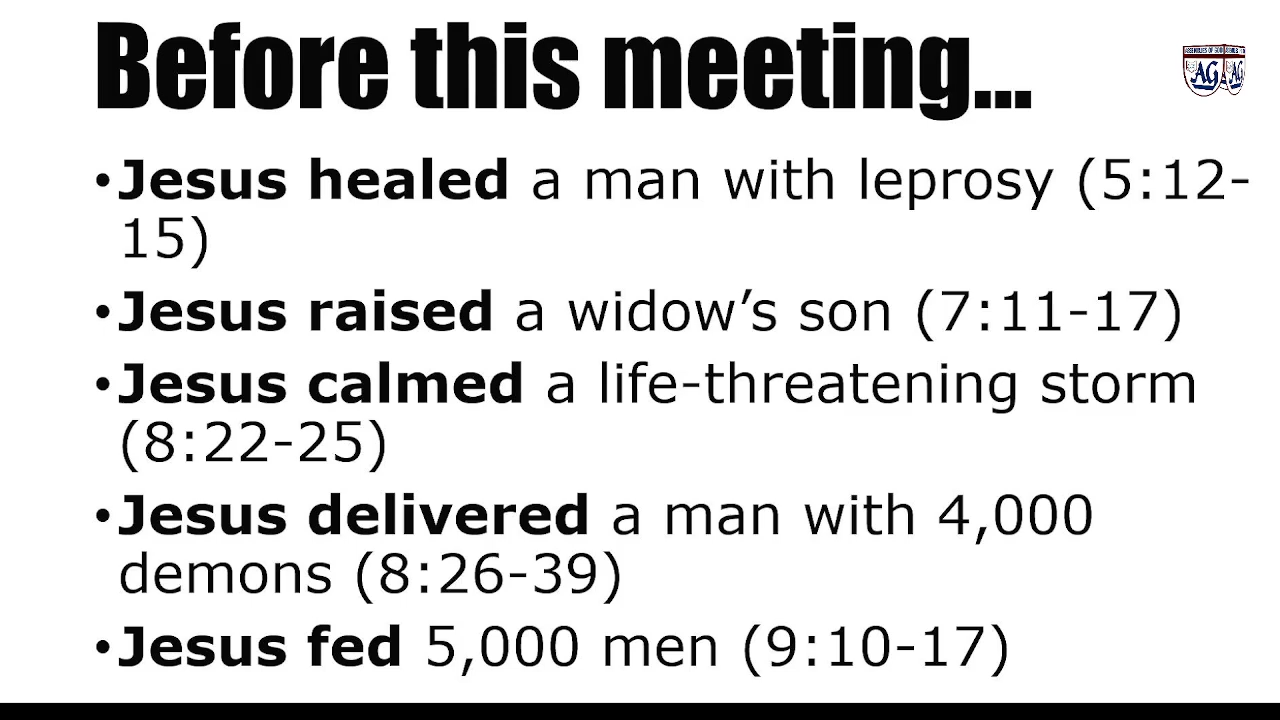 Before this meeting...
•Jesus healed a man with leprosy (5:12-
15)
•Jesus raised a widow’s son (7:11-17)
•Jesus calmed a life-threatening storm
(8:22-25)
•Jesus delivered a man with 4,000
demons (8:26-39)
•Jesus fed 5,000 men (9:10-17)
AG AG